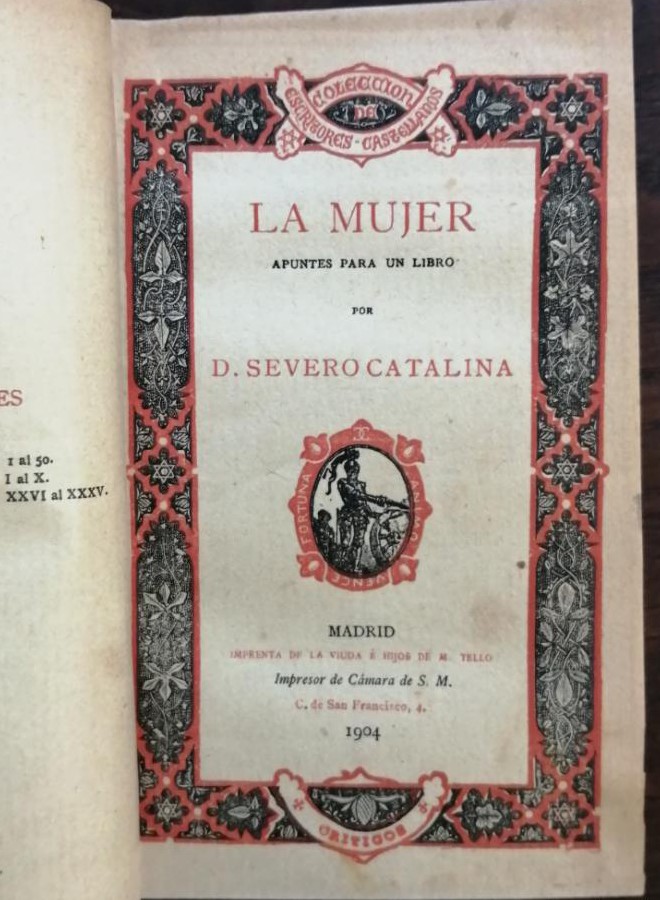 ES
1 al 50.
I al X.
XXVI al XXXV.
COLECCION
DE
ESCRITORES-CASTELLANOS
LA MUJER
APUNTES PARA UN LIBRO
POR
D. SEVERO CATALINA
FORTUNA
VENCE
ANIMO
MADRID
IMPRENTA DE LA VIUDA É HIJOS DE M. TELLO
Impresor de Cámara de S. M.
C. de San Francisco, 4.
1904
CRITICOS